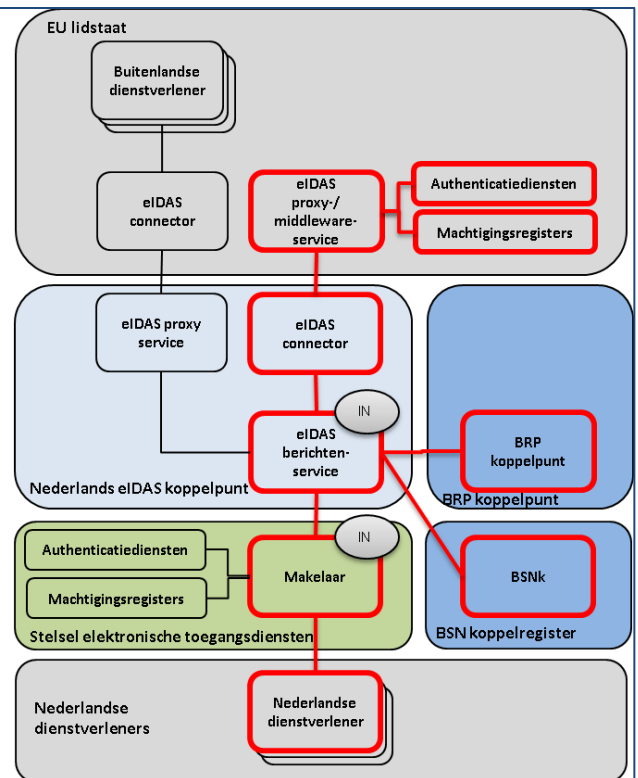 EU lidstaat
Buitenlandse
dienstverlener
eIDAS
connector
eIDAS
proxy-/
middleware-
service
Authenticatiediensten
Machtigingsregisters
eIDAS proxy
service
eIDAS
connector
IN
eIDAS
berichten-
service
Nederlands eIDAS koppelpunt
BRP
koppelpunt
BRP koppelpunt
Authenticatiediensten
Machtigingsregisters
IN
Makelaar
Stelsel elektronische toegangsdiensten
BSNk
BSN koppelregister
Nederlandse
dienstverleners
Nederlandse
dienstverlener